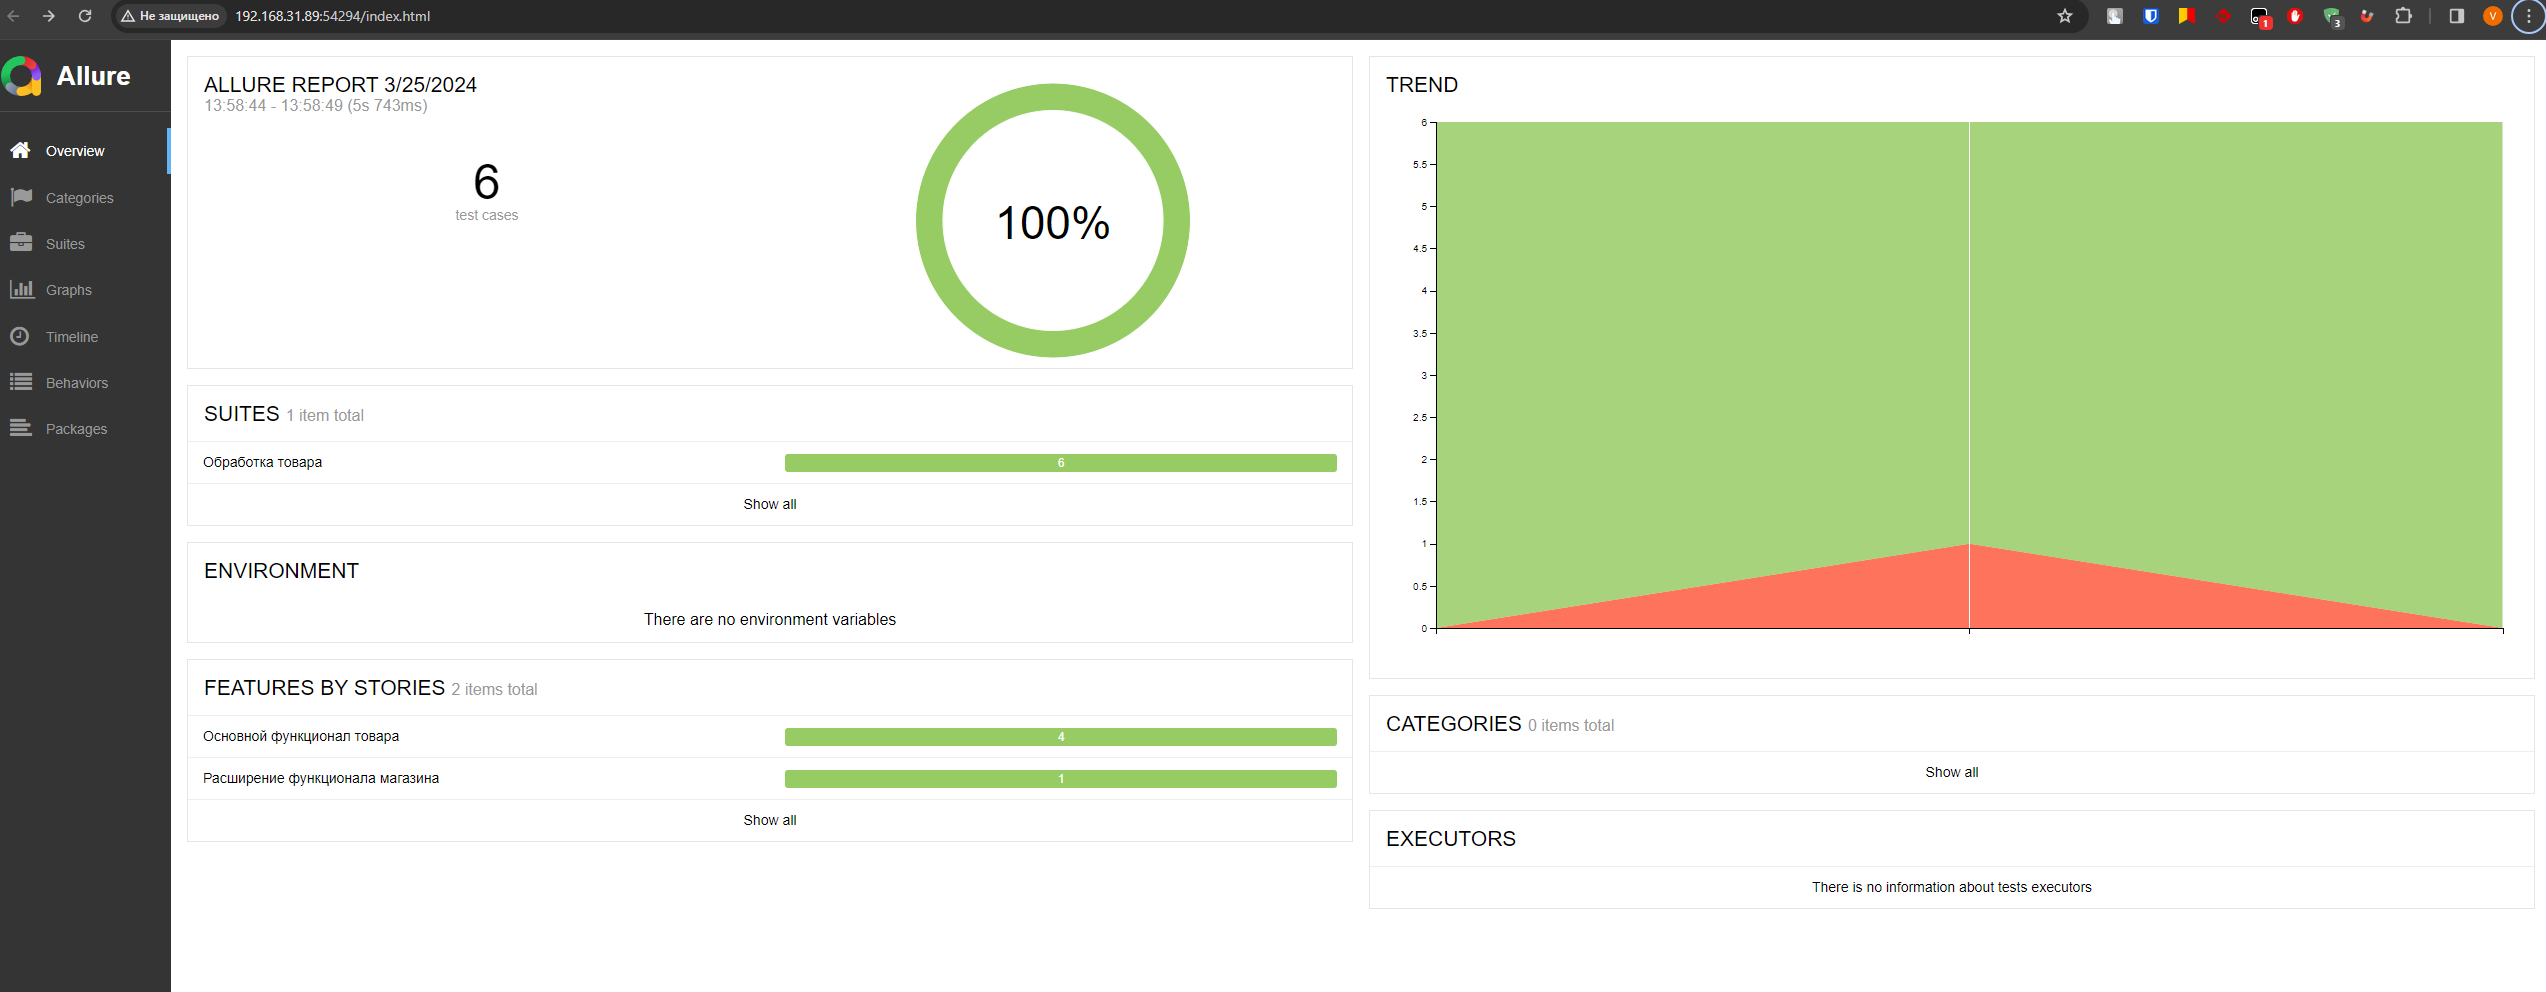 Не защищено 192.168.31.89:54294/index.html
1
3
V
Allure
Overview
Categories
Suites
Graphs
Timeline
Behaviors
Packages
ALLURE REPORT 3/25/2024
13:58:44 - 13:58:49 (5s 743ms)
6
test cases
100%
SUITES 1 item total
Обработка товара 6
Show all
ENVIRONMENT
There are no environment variables
FEATURES BY STORIES 2 items total
Основной функционал товара 4
Расширение функционала магазина 1
Show all
TREND
6
5.5
5
4.5
4
3.5
3
2.5
2
1.5
1
0.5
0
CATEGORIES 0 items total
Show all
EXECUTORS
There is no information about tests executors